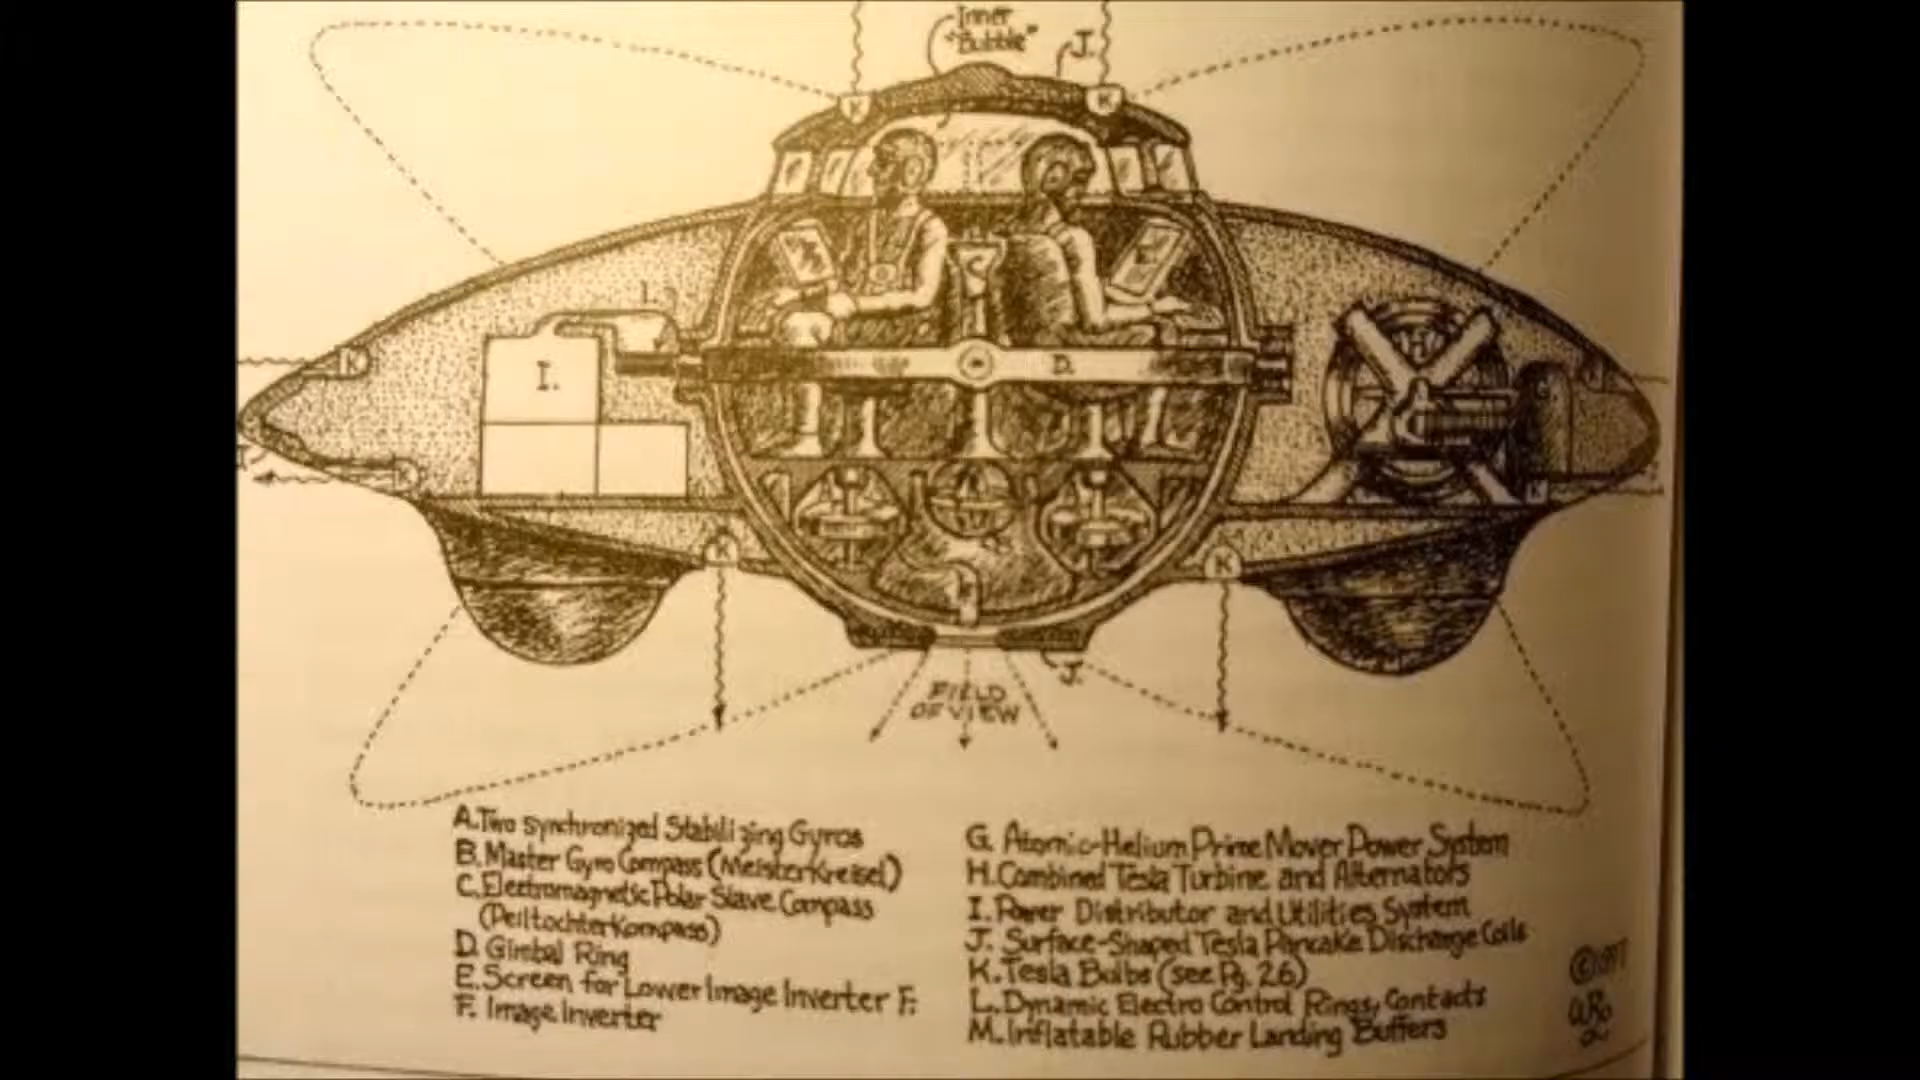 Inner
"Bubble"
J.
K
K
C
L
K
I.
D.
H
G
K
K
K
J.
FIELD
OF VIEW
A. Two Synchronized Stabilizing Gyros
B. Master Gyro Compass (Meisterkreisel)
C. Electromagnetic Polar Slave Compass
(Peiltochterkompass)
D. Gimbal Ring
E. Screen for Lower Image Inverter F.
F. Image Inverter
G. Atomic-Helium Prime Mover Power System
H. Combined Tesla Turbine and Alternators
I. Power Distributor and Utilities System
J. Surface-Shaped Tesla Pancake Discharge Coils
K. Tesla Bulbs (see Pg. 26)
L. Dynamic Electro Control Rings, Contacts
M. Inflatable Rubber Landing Buffers